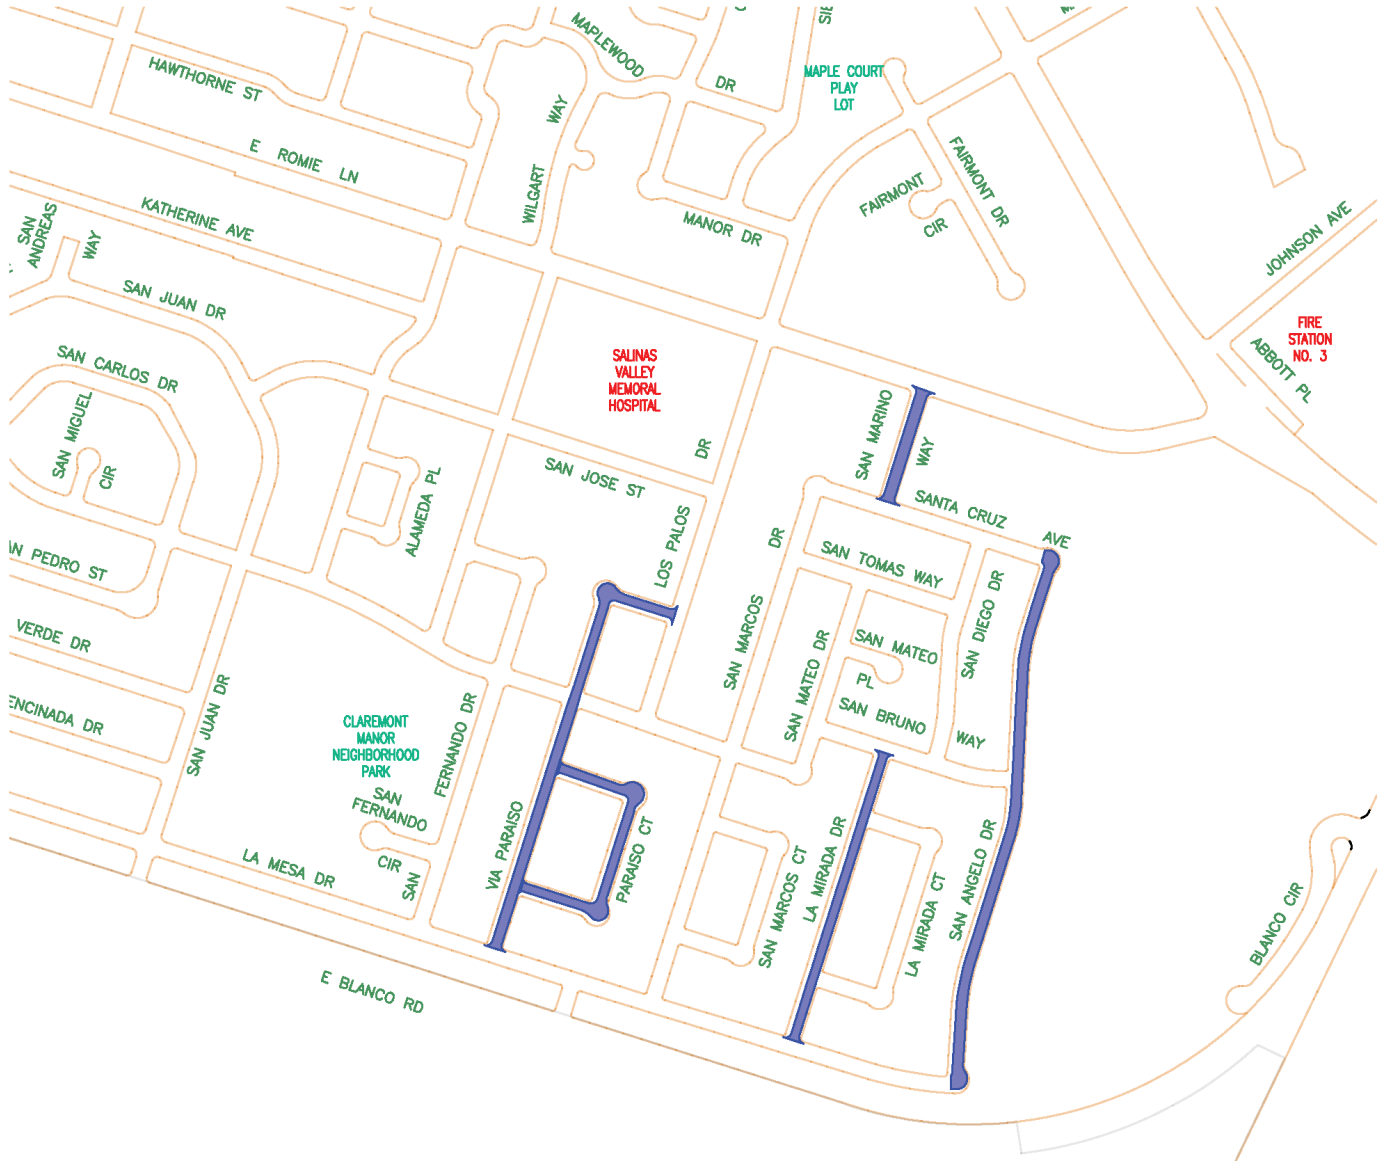 MAPLEWOOD
DR
SIE
HAWTHORNE ST
MAPLE COURT
PLAY
LOT
WILGART
WAY
E ROMIE LN
FAIRMONT DR
FAIRMONT
CIR
KATHERINE AVE
SAN
ANDREAS
WAY
MANOR DR
JOHNSON AVE
SAN JUAN DR
FIRE
STATION
NO. 3
ABBOTT PL
SAN CARLOS DR
SALINAS
VALLEY
MEMORAL
HOSPITAL
SAN MIGUEL
CIR
SAN MARINO
WAY
DR
SAN JOSE ST
ALAMEDA PL
LOS PALOS
SANTA CRUZ
AVE
DR
SAN MARCOS
SAN TOMAS WAY
SAN DIEGO DR
AN PEDRO ST
VERDE DR
SAN MATEO DR
SAN MATEO
PL
SAN BRUNO
WAY
ENCINADA DR
SAN JUAN DR
CLAREMONT
MANOR
NEIGHBORHOOD
PARK
FERNANDO DR
SAN
SAN
FERNANDO
CIR
VIA PARAISO
PARAISO CT
LA MESA DR
SAN MARCOS CT
LA MIRADA DR
LA MIRADA CT
SAN ANGELO DR
BLANCO CIR
E BLANCO RD